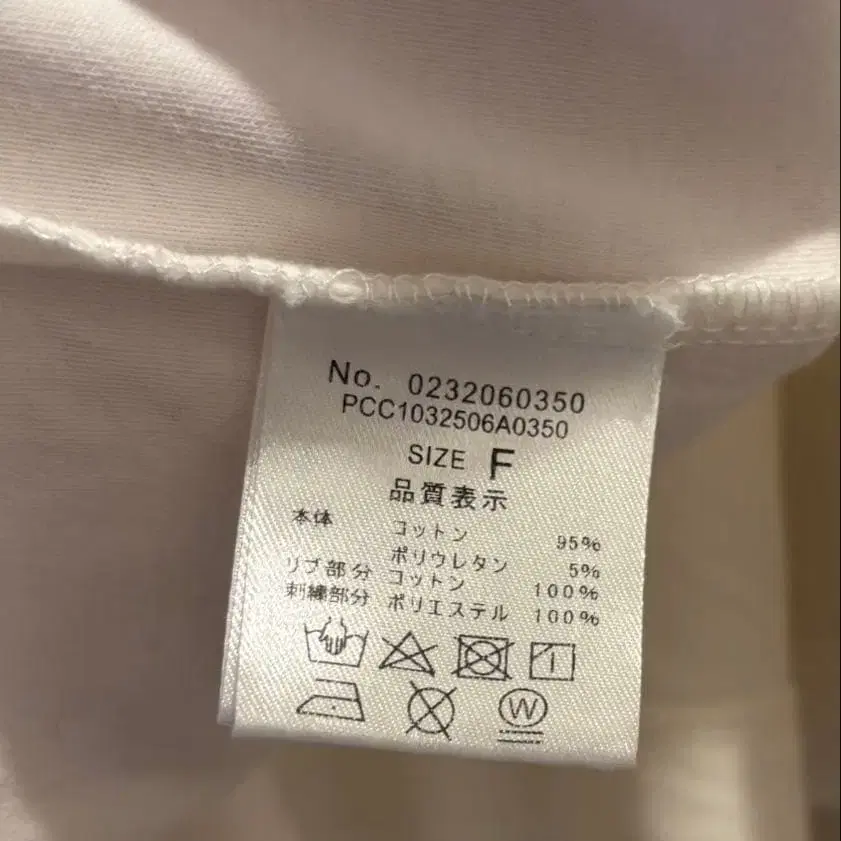 No. 0232060350
PCC1032506A0350
SIZE F
品質表示
本体 コットン 95%
ポリウレタン 5%
リブ部分 コットン 100%
刺繍部分 ポリエステル 100%
W